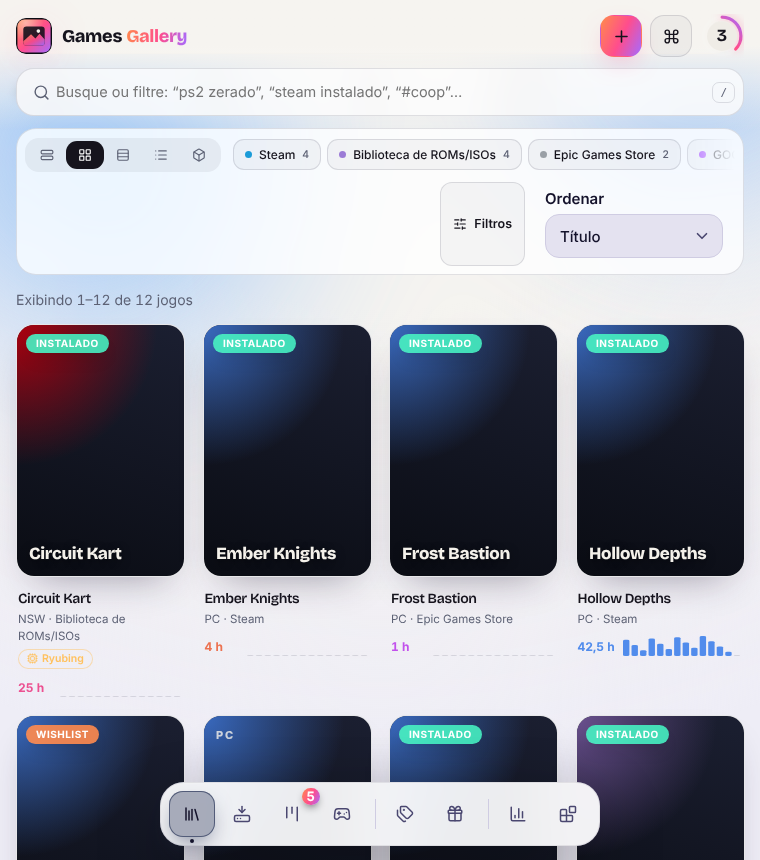 Games Gallery
3
Busque ou filtre: “ps2 zerado”, “steam instalado”, “#coop”...
/
Steam 4
Biblioteca de ROMs/ISOs 4
Epic Games Store 2
Filtros
Ordenar
Título
Exibindo 1–12 de 12 jogos
INSTALADO
Circuit Kart
Circuit Kart
NSW · Biblioteca de
ROMs/ISOs
Ryubing
25 h
INSTALADO
Ember Knights
Ember Knights
PC · Steam
4 h
INSTALADO
Frost Bastion
Frost Bastion
PC · Epic Games Store
1 h
INSTALADO
Hollow Depths
Hollow Depths
PC · Steam
42,5 h
WISHLIST
PC
INSTALADO
INSTALADO
5